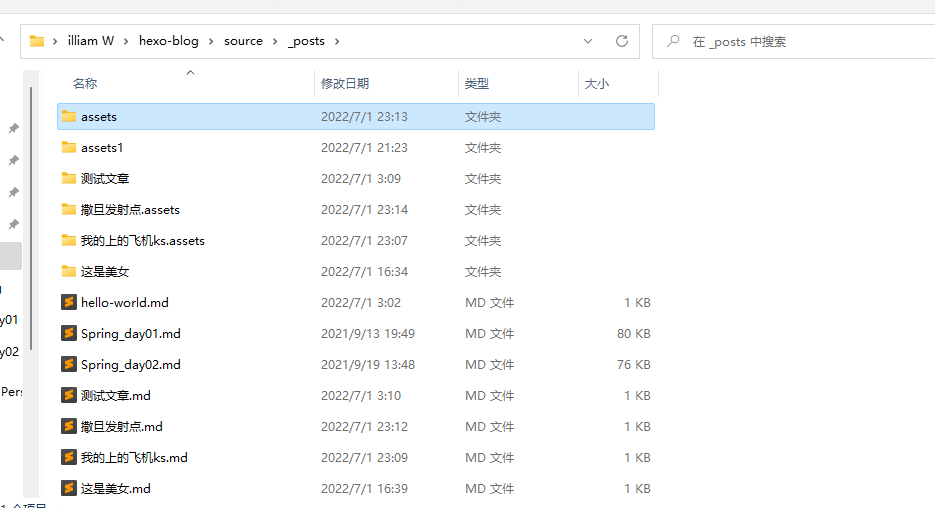 illiam W > hexo-blog > source > _posts >
在 _posts 中搜索
名称 修改日期 类型 大小
assets 2022/7/1 23:13 文件夹
assets1 2022/7/1 21:23 文件夹
测试文章 2022/7/1 3:09 文件夹
撒旦发射点.assets 2022/7/1 23:14 文件夹
我的上的飞机ks.assets 2022/7/1 23:07 文件夹
这是美女 2022/7/1 16:34 文件夹
hello-world.md 2022/7/1 3:02 MD 文件 1 KB
y01 Spring_day01.md 2021/9/13 19:49 MD 文件 80 KB
y02 Spring_day02.md 2021/9/19 13:48 MD 文件 76 KB
Pers 测试文章.md 2022/7/1 3:10 MD 文件 1 KB
撒旦发射点.md 2022/7/1 23:12 MD 文件 1 KB
我的上的飞机ks.md 2022/7/1 23:09 MD 文件 1 KB
这是美女.md 2022/7/1 16:39 MD 文件 1 KB